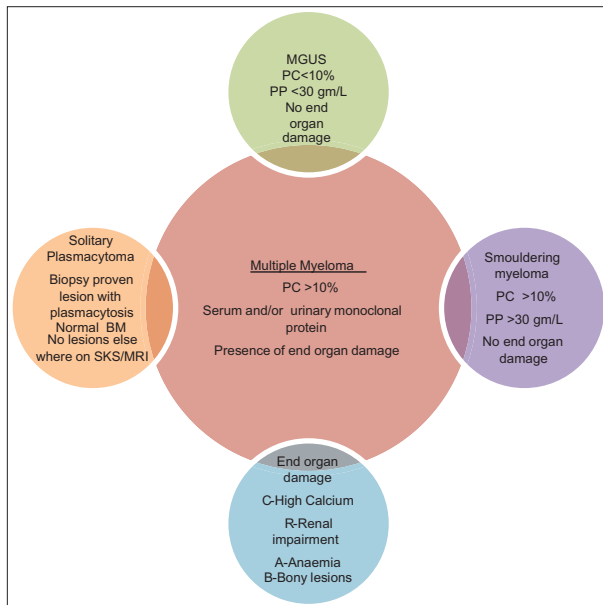 MGUS
PC<10%
PP <30 gm/L
No end
organ
damage
Solitary
Plasmacytoma
Biopsy proven
lesion with
plasmacytosis
Normal BM
No lesions else
where on SKS/MRI
Multiple Myeloma
PC >10%
Serum and/or urinary monoclonal
protein
Presence of end organ damage
Smouldering
myeloma
PC >10%
PP >30 gm/L
No end organ
damage
End organ
damage
C-High Calcium
R-Renal
impairment
A-Anaemia
B-Bony lesions